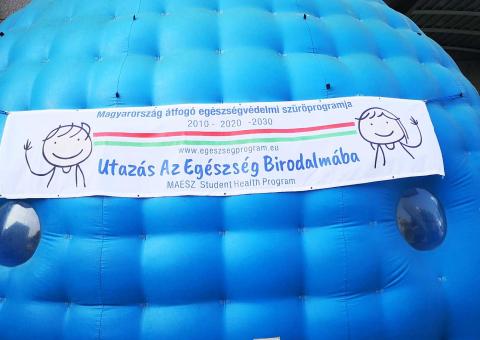 Magyarország átfogó egészségvédelmi szűrőprogramja
2010 - 2020 - 2030
www.egeszsegprogram.eu
Utazás Az Egészség Birodalmába
MAESZ Student Health Program